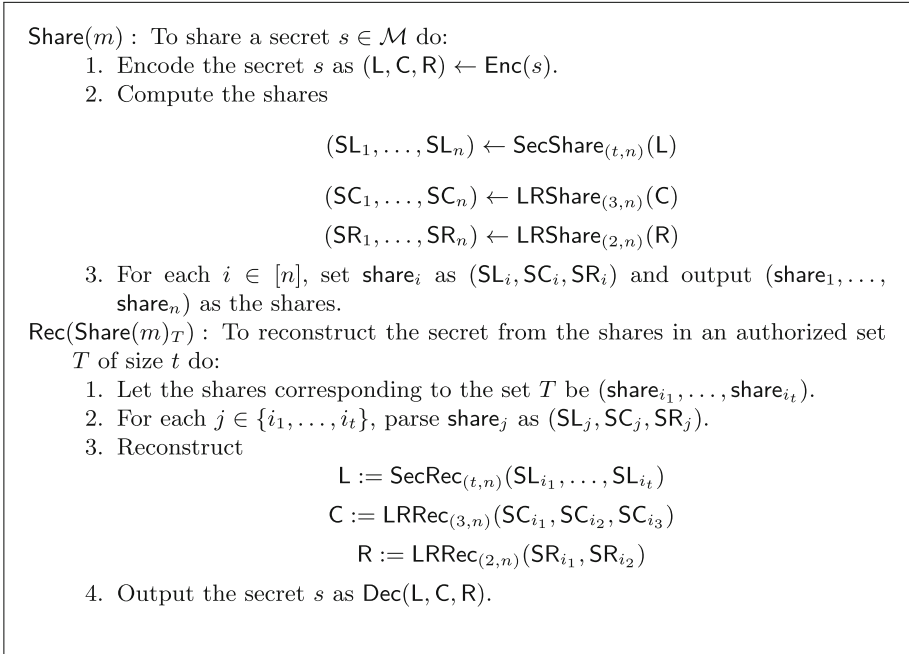 Share(m) : To share a secret s ∈ ℳ do:
1. Encode the secret s as (L, C, R) ← Enc(s).
2. Compute the shares
(SL₁, . . . , SLₙ) ← SecShare₍ₜ,ₙ₎(L)
(SC₁, . . . , SCₙ) ← LRShare₍₃,ₙ₎(C)
(SR₁, . . . , SRₙ) ← LRShare₍₂,ₙ₎(R)
3. For each i ∈ [n], set shareᵢ as (SLᵢ, SCᵢ, SRᵢ) and output (share₁, . . . ,
shareₙ) as the shares.
Rec(Share(m)_T) : To reconstruct the secret from the shares in an authorized set
T of size t do:
1. Let the shares corresponding to the set T be (share_{i₁}, . . . , share_{iₜ}).
2. For each j ∈ {i₁, . . . , iₜ}, parse shareⱼ as (SLⱼ, SCⱼ, SRⱼ).
3. Reconstruct
L := SecRec₍ₜ,ₙ₎(SL_{i₁}, . . . , SL_{iₜ})
C := LRRec₍₃,ₙ₎(SC_{i₁}, SC_{i₂}, SC_{i₃})
R := LRRec₍₂,ₙ₎(SR_{i₁}, SR_{i₂})
4. Output the secret s as Dec(L, C, R).